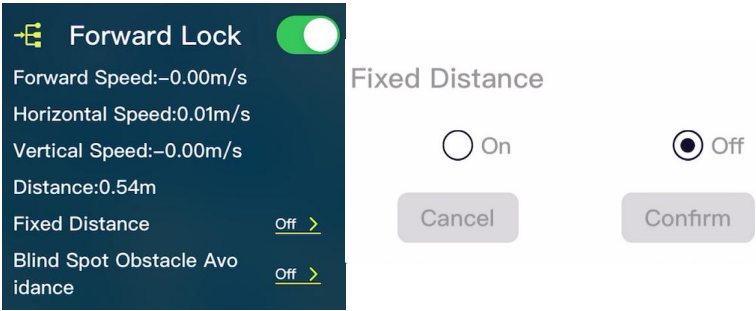 Forward Lock
Forward Speed:-0.00m/s
Horizontal Speed:0.01m/s
Vertical Speed:-0.00m/s
Distance:0.54m
Fixed Distance Off >
Blind Spot Obstacle Avo
idance Off >
Fixed Distance
On Off
Cancel Confirm